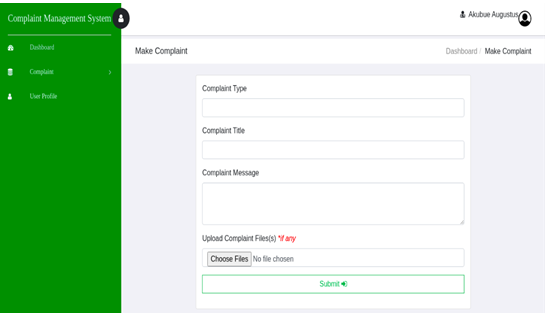 Complaint Management System
Akubue Augustus
Dashboard
Complaint
User Profile
Make Complaint
Dashboard / Make Complaint
Complaint Type
Complaint Title
Complaint Message
Upload Complaint Files(s) *if any
Choose Files No file chosen
Submit